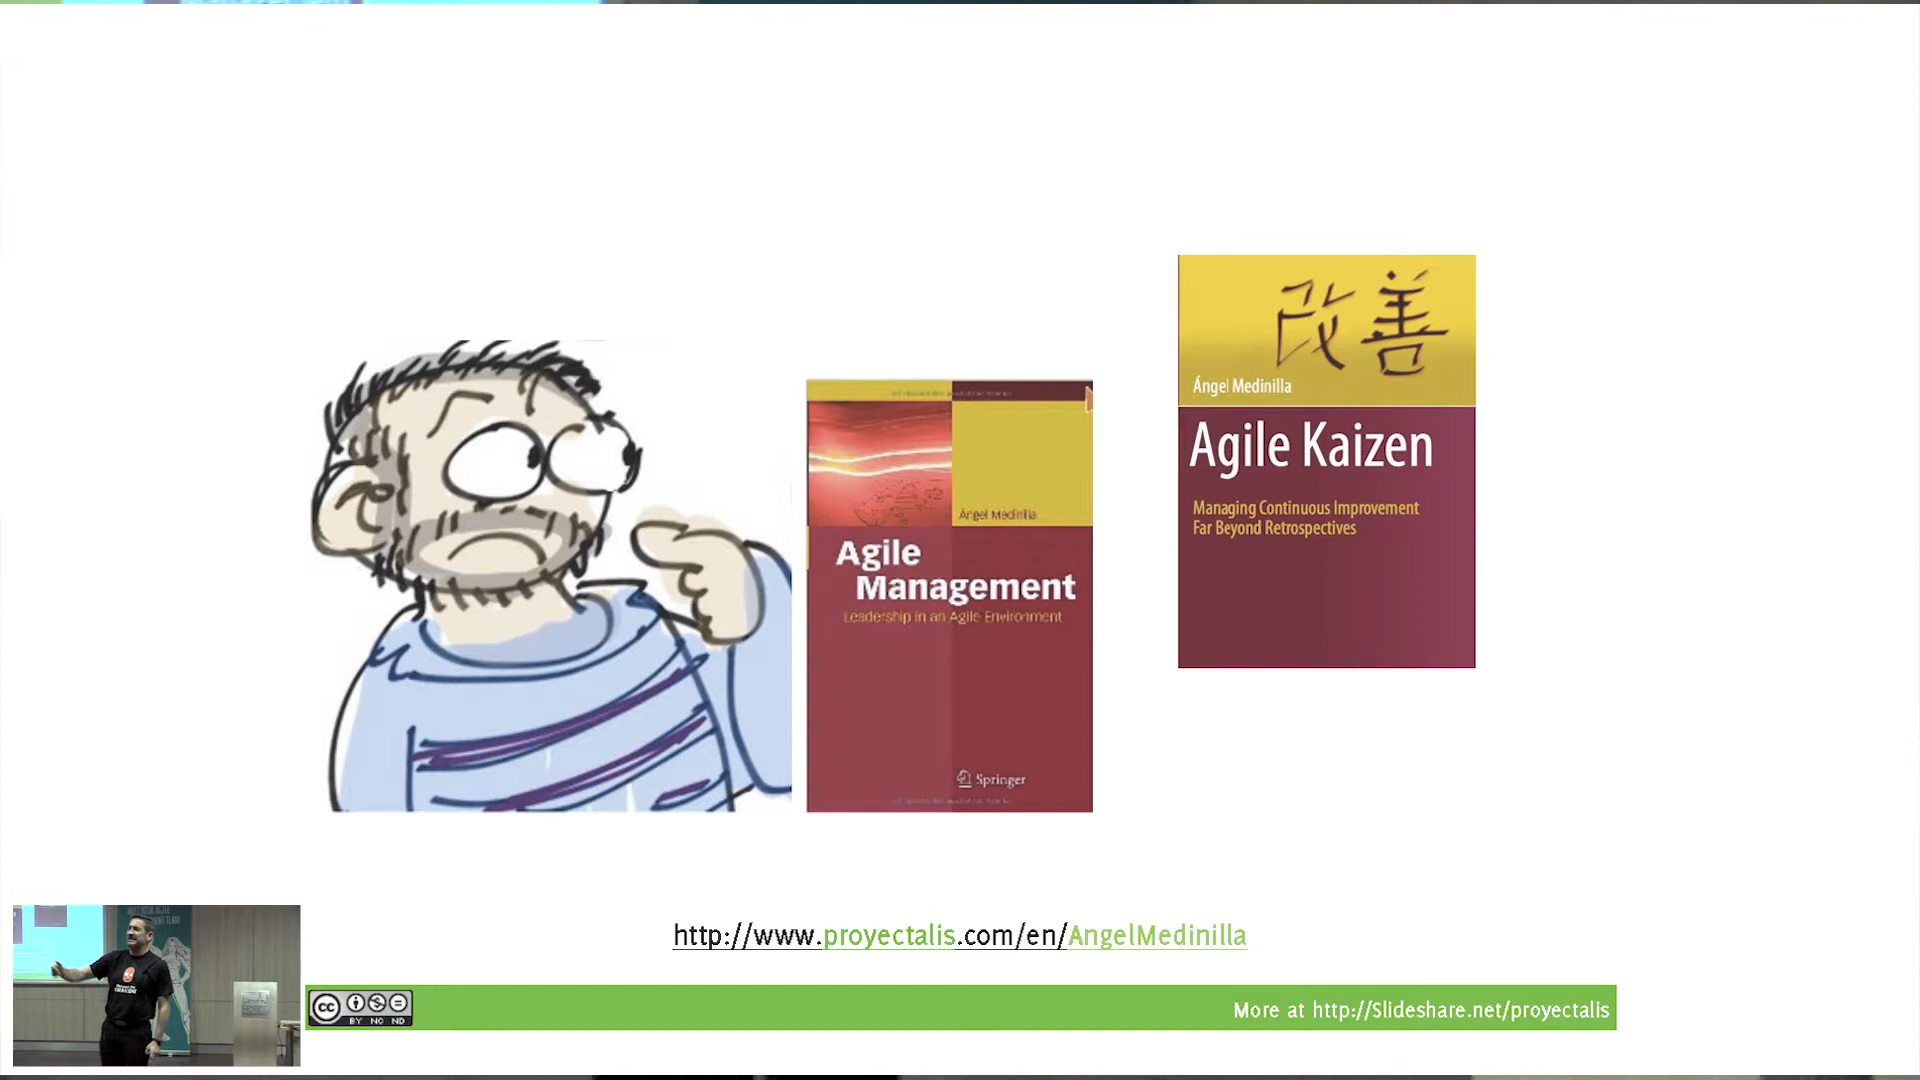 改善
Ángel Medinilla
Agile Kaizen
Managing Continuous Improvement
Far Beyond Retrospectives
Ángel Medinilla
Agile
Management
Leadership in an Agile Environment
Springer
http://www.proyectalis.com/en/AngelMedinilla
cc
BY NC ND
More at http://Slideshare.net/proyectalis